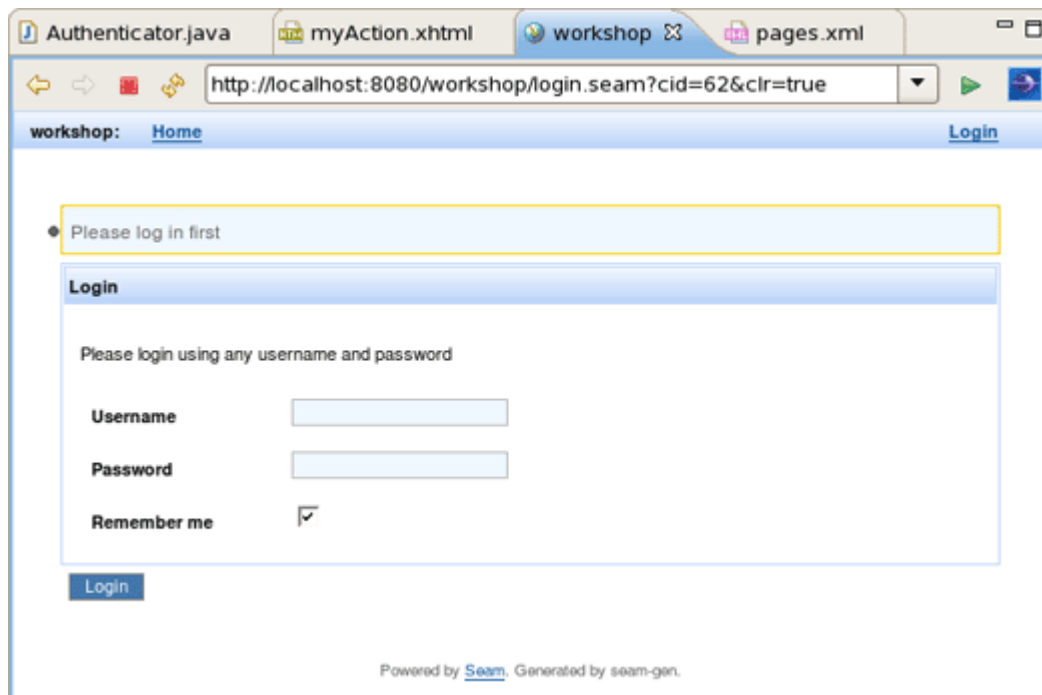 Authenticator.java myAction.xhtml workshop pages.xml
http://localhost:8080/workshop/login.seam?cid=62&clr=true
workshop: Home Login
Please log in first
Login
Please login using any username and password
Username
Password
Remember me
Login
Powered by Seam. Generated by seam-gen.